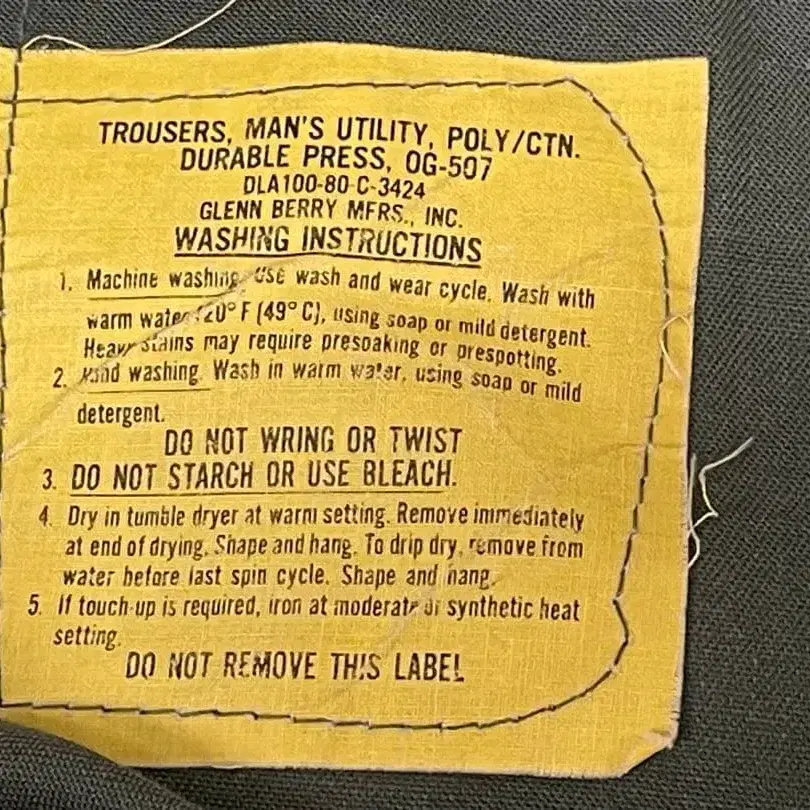 TROUSERS, MAN'S UTILITY, POLY/CTN.
DURABLE PRESS, OG-507
DLA100-80-C-3424
GLENN BERRY MFRS., INC.
WASHING INSTRUCTIONS
1. Machine washing. Use wash and wear cycle. Wash with
warm water 120° F (49° C), using soap or mild detergent.
Heavy stains may require presoaking or prespotting.
2. Hand washing. Wash in warm water, using soap or mild
detergent.
DO NOT WRING OR TWIST
3. DO NOT STARCH OR USE BLEACH.
4. Dry in tumble dryer at warm setting. Remove immediately
at end of drying. Shape and hang. To drip dry, remove from
water before last spin cycle. Shape and hang.
5. If touch-up is required, iron at moderate or synthetic heat
setting.
DO NOT REMOVE THIS LABEL